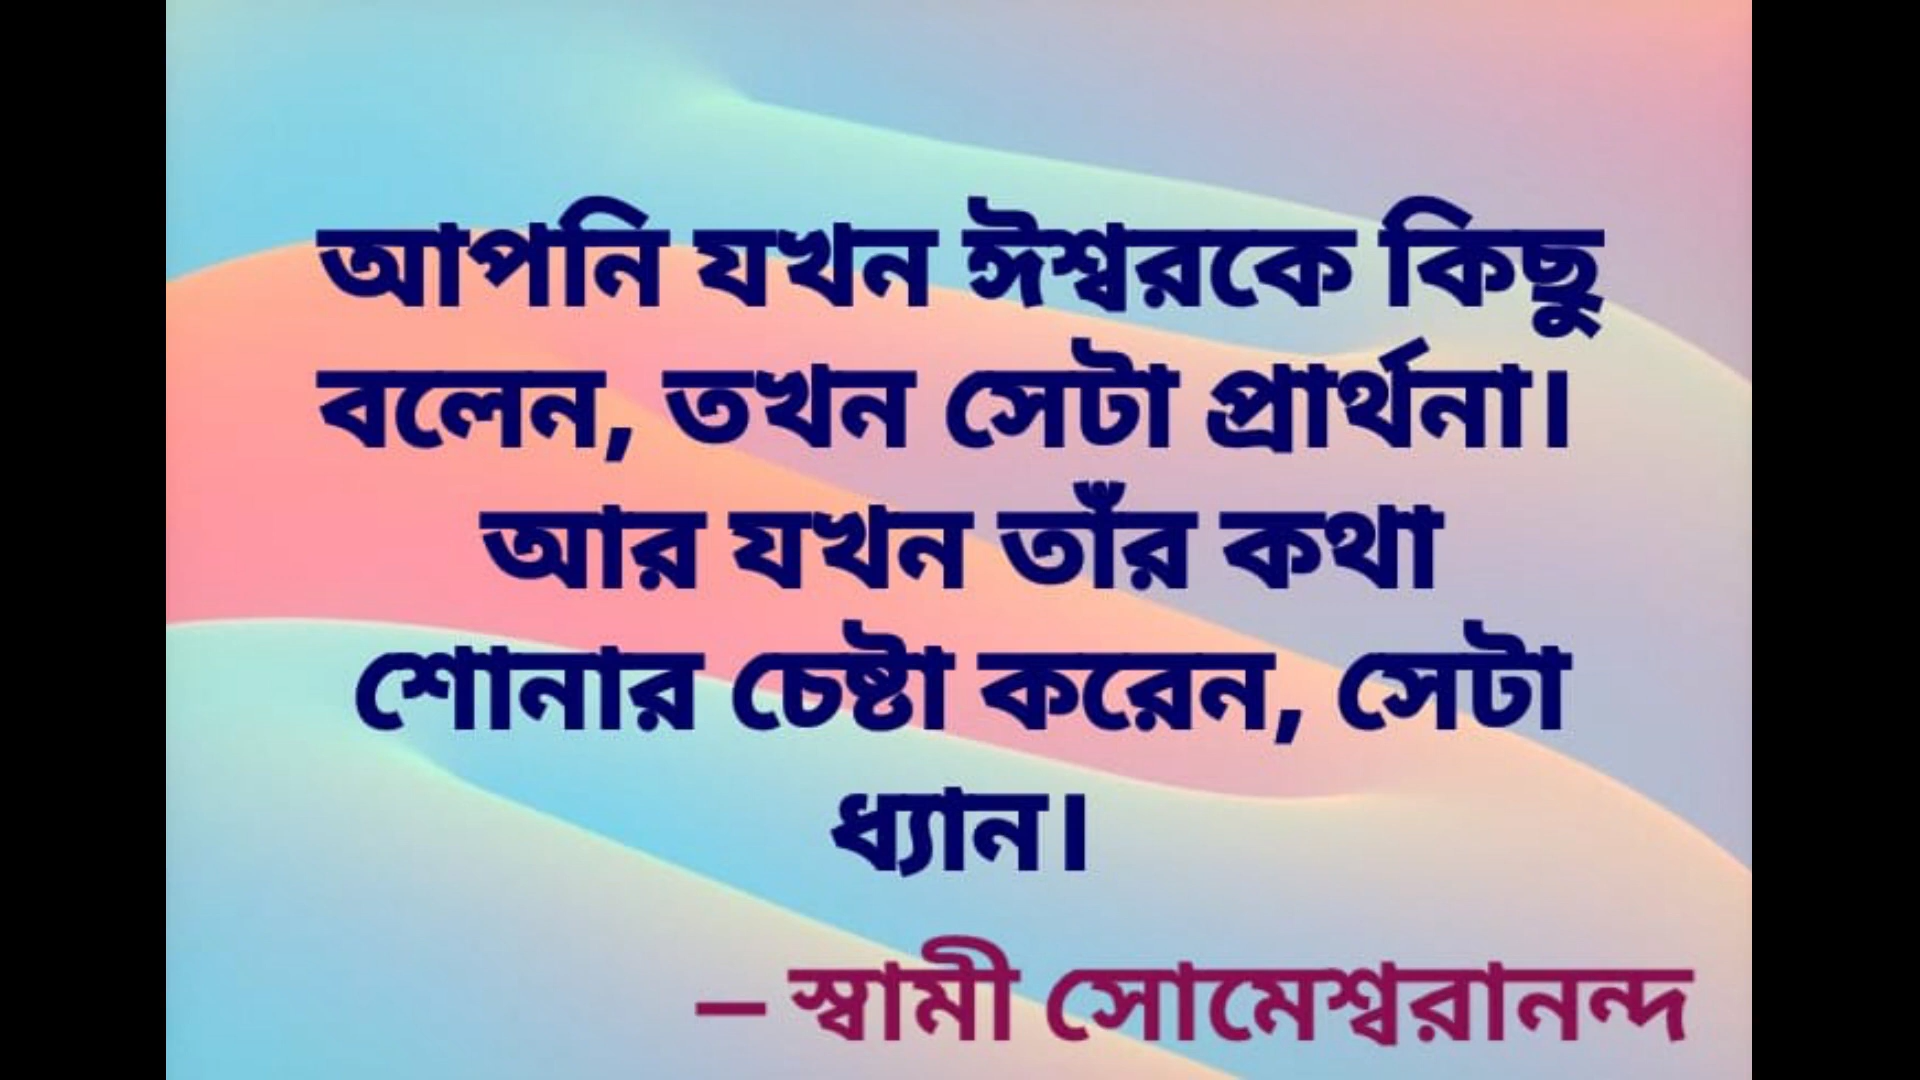 আপনি যখন ঈশ্বরকে কিছু
বলেন, তখন সেটা প্রার্থনা।
আর যখন তাঁর কথা
শোনার চেষ্টা করেন, সেটা
ধ্যান।
– স্বামী সোমেশ্বরানন্দ